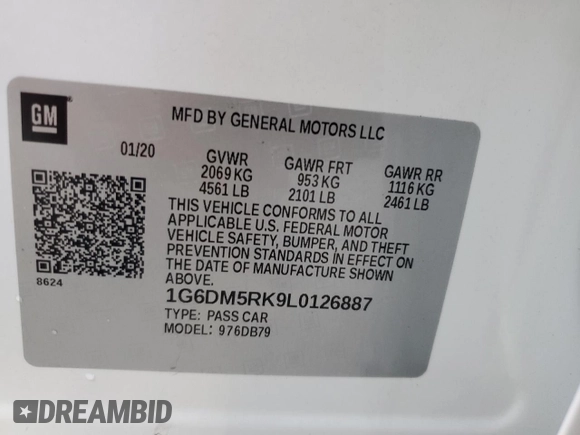 GM
MFD BY GENERAL MOTORS LLC
01/20 GVWR GAWR FRT GAWR RR
2069 KG 953 KG 1116 KG
4561 LB 2101 LB 2461 LB
THIS VEHICLE CONFORMS TO ALL
APPLICABLE U.S. FEDERAL MOTOR
VEHICLE SAFETY, BUMPER, AND THEFT
PREVENTION STANDARDS IN EFFECT ON
THE DATE OF MANUFACTURE SHOWN
ABOVE.
8624
1G6DM5RK9L0126887
TYPE: PASS CAR
MODEL: 976DB79
DREAMBID